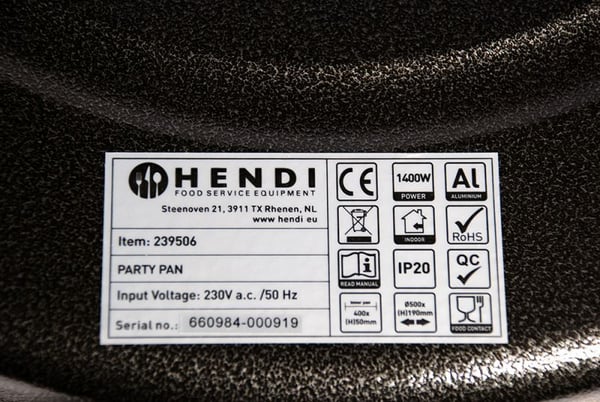 HENDI
FOOD SERVICE EQUIPMENT
Steenoven 21, 3911 TX Rhenen, NL
www hendi eu
Item: 239506
PARTY PAN
Input Voltage: 230V a.c. /50 Hz
Serial no.: 660984-000919
CE
1400W
POWER
AL
ALUMINIUM
INDOOR
RoHS
i
READ MANUAL
IP20
QC
inner pan
400x
(H)50mm
Ø500x
(H)190mm
FOOD CONTACT